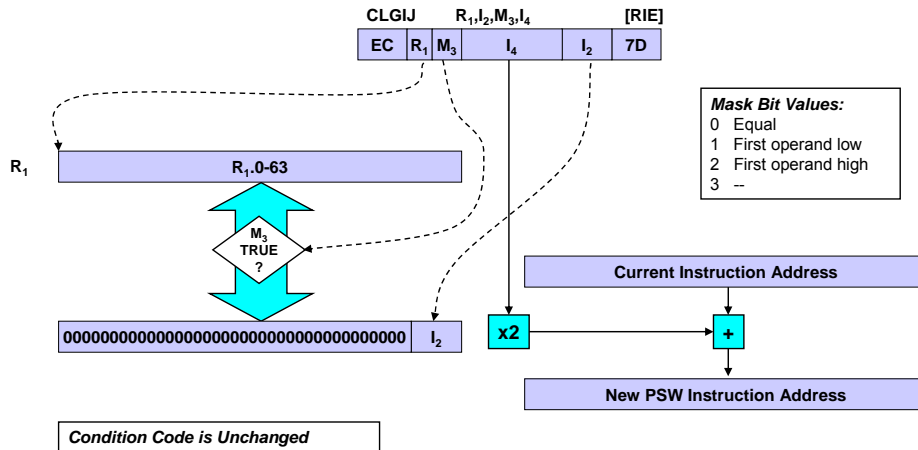 CLGIJ R1,I2,M3,I4 [RIE]
EC R1 M3 I4 I2 7D
Mask Bit Values:
0 Equal
1 First operand low
2 First operand high
3 --
R1
R1.0-63
M3
TRUE
?
Current Instruction Address
00000000000000000000000000000000000 I2
x2
+
New PSW Instruction Address
Condition Code is Unchanged